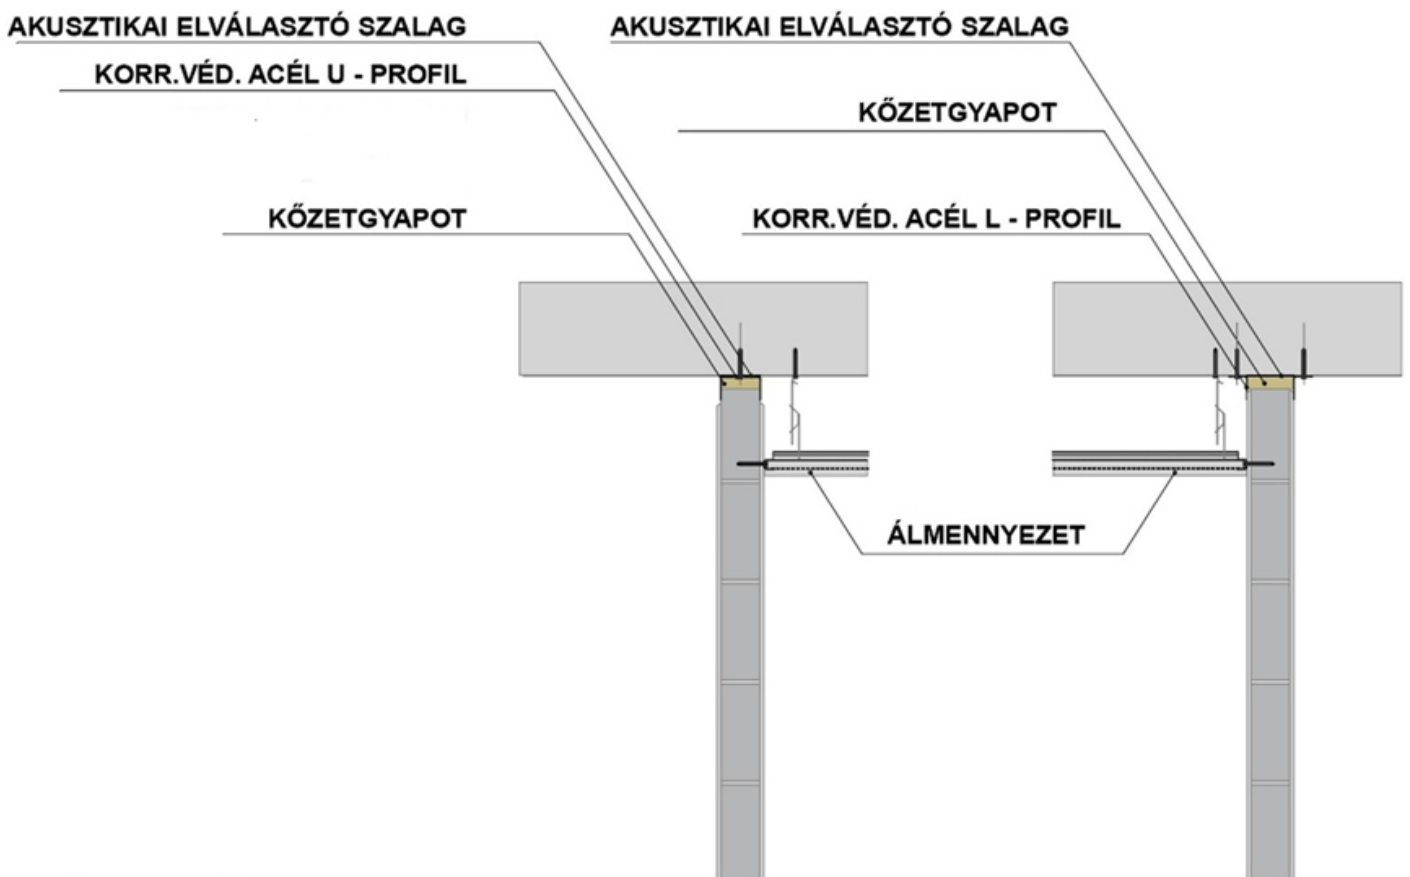 AKUSZTIKAI ELVÁLASZTÓ SZALAG
KORR.VÉD. ACÉL U - PROFIL
KŐZETGYAPOT
AKUSZTIKAI ELVÁLASZTÓ SZALAG
KŐZETGYAPOT
KORR.VÉD. ACÉL L - PROFIL
ÁLMENNYEZET